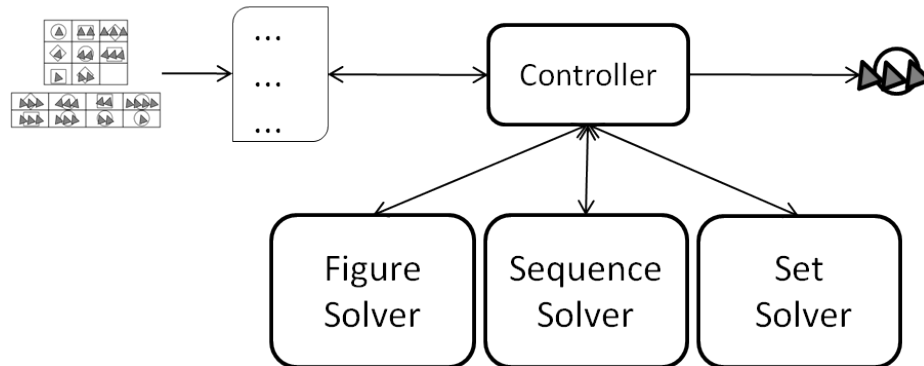 ...
...
...
Controller
Figure
Solver
Sequence
Solver
Set
Solver